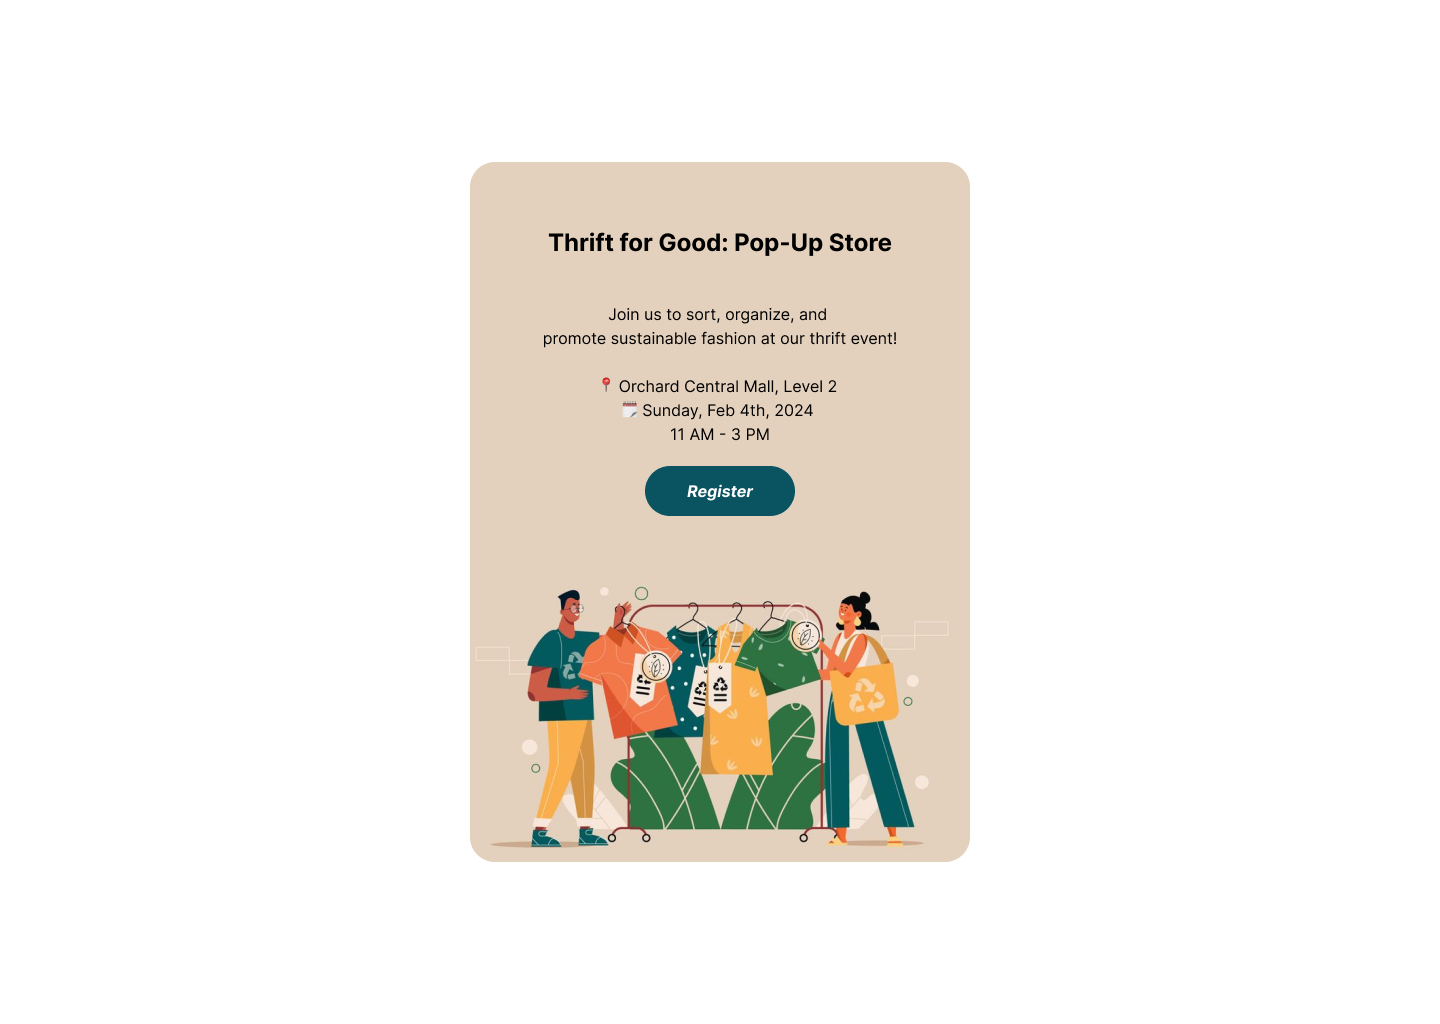 Thrift for Good: Pop-Up Store
Join us to sort, organize, and
promote sustainable fashion at our thrift event!
📍 Orchard Central Mall, Level 2
🗓️ Sunday, Feb 4th, 2024
11 AM - 3 PM
Register